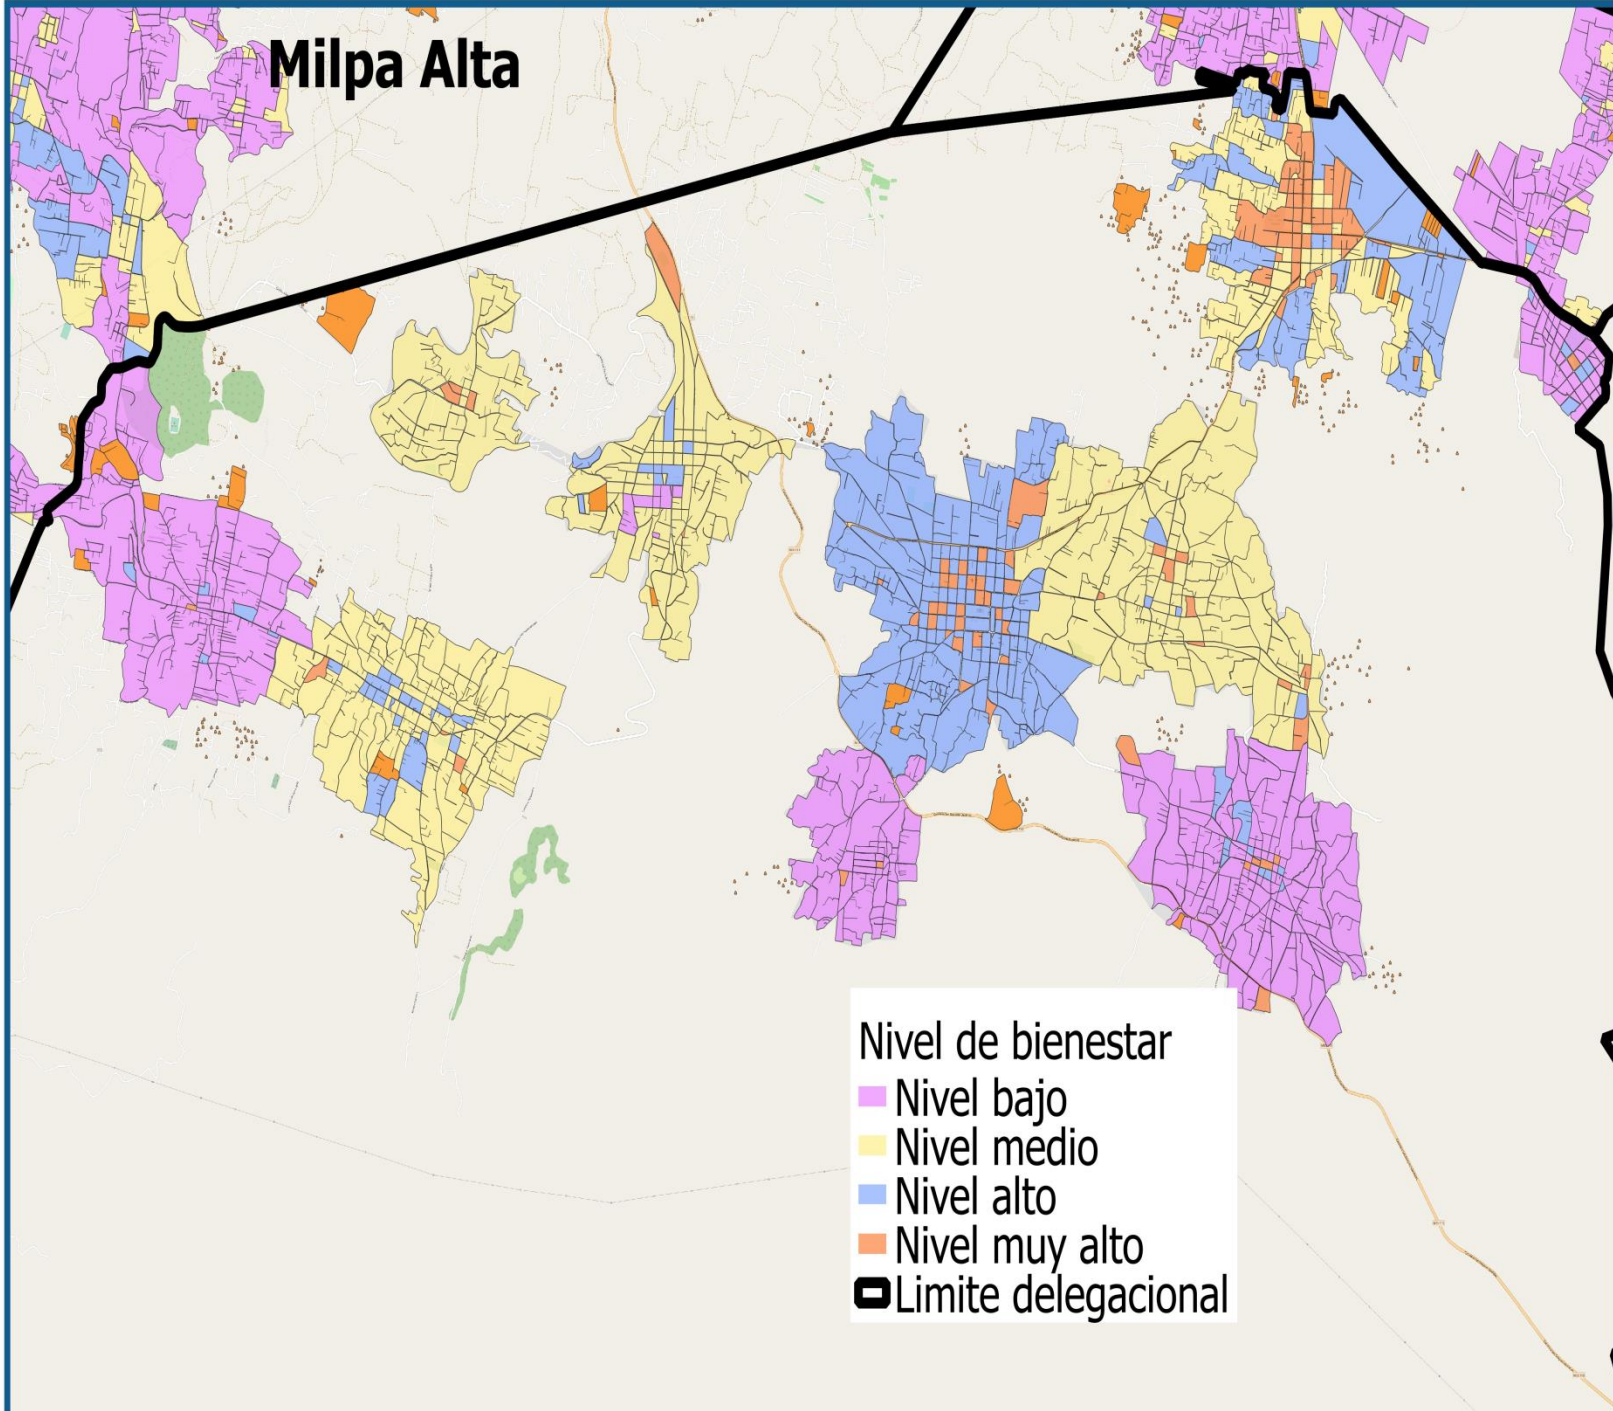 Milpa Alta
Nivel de bienestar
Nivel bajo
Nivel medio
Nivel alto
Nivel muy alto
Limite delegacional